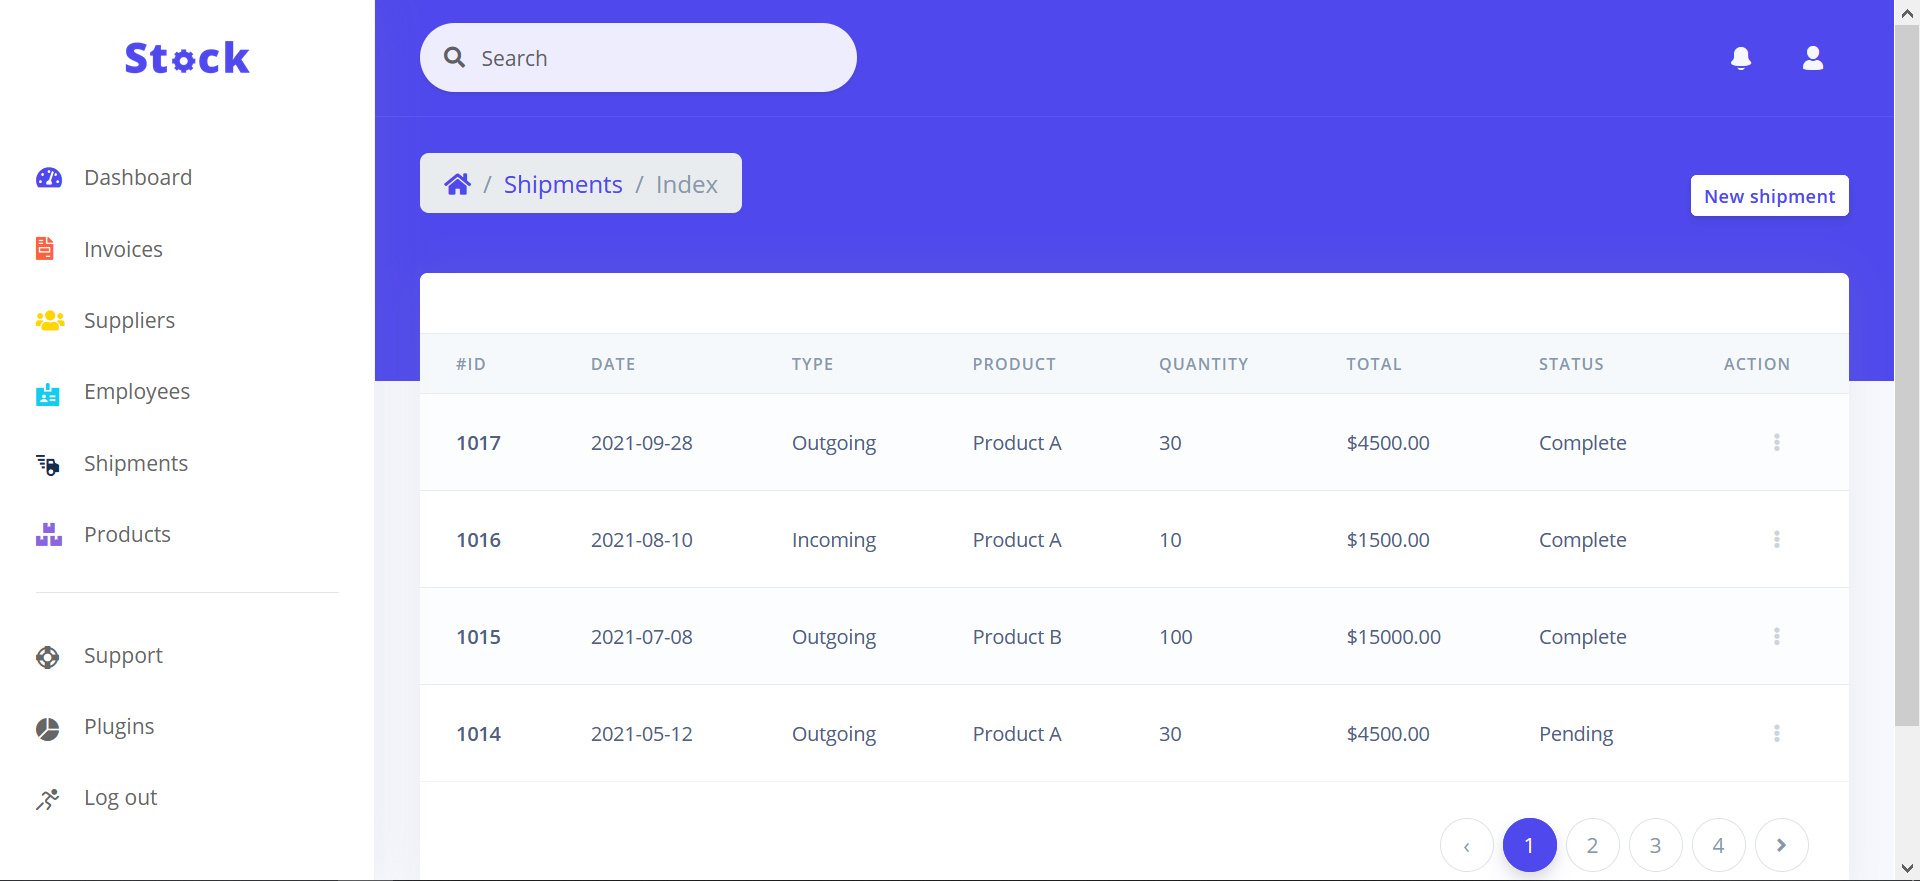 Stock
Search
Dashboard
Invoices
Suppliers
Employees
Shipments
Products
Support
Plugins
Log out
/ Shipments / Index
New shipment
#ID DATE TYPE PRODUCT QUANTITY TOTAL STATUS ACTION
1017 2021-09-28 Outgoing Product A 30 $4500.00 Complete
1016 2021-08-10 Incoming Product A 10 $1500.00 Complete
1015 2021-07-08 Outgoing Product B 100 $15000.00 Complete
1014 2021-05-12 Outgoing Product A 30 $4500.00 Pending
‹ 1 2 3 4